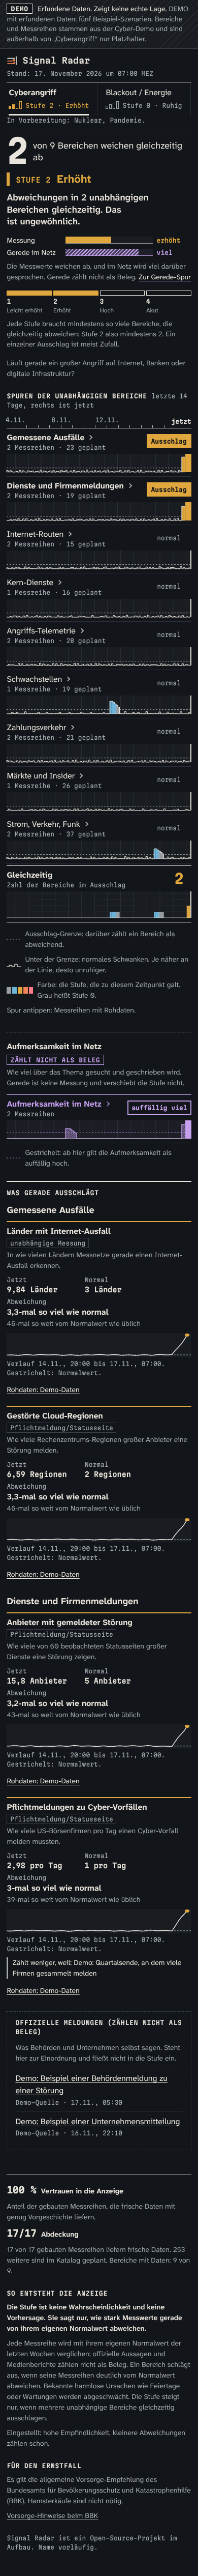 DEMO Erfundene Daten. Zeigt keine echte Lage. DEMO
mit erfundenen Daten: fünf Beispiel-Szenarien. Bereiche
und Messreihen stammen aus der Cyber-Demo und sind
außerhalb von „Cyberangriff“ nur Platzhalter.
Signal Radar
Stand: 17. November 2026 um 07:00 MEZ
Cyberangriff
Stufe 2 · Erhöht
Blackout / Energie
Stufe 0 · Ruhig
In Vorbereitung: Nuklear, Pandemie.
2 von 9 Bereichen weichen gleichzeitig
ab
STUFE 2 Erhöht
Abweichungen in 2 unabhängigen
Bereichen gleichzeitig. Das
ist ungewöhnlich.
Messung erhöht
Gerede im Netz viel
Die Messwerte weichen ab, und im Netz wird viel darüber
gesprochen. Gerede zählt nicht als Beleg. Zur Gerede-Spur
1 2 3 4
Leicht erhöht Erhöht Hoch Akut
Jede Stufe braucht mindestens so viele Bereiche, die
gleichzeitig abweichen: Stufe 2 also mindestens 2. Ein
einzelner Ausschlag ist meist Zufall.
Läuft gerade ein großer Angriff auf Internet, Banken oder
digitale Infrastruktur?
SPUREN DER UNABHÄNGIGEN BEREICHE letzte 14
Tage, rechts ist jetzt
4.11. 8.11. 12.11. jetzt
Gemessene Ausfälle >
2 Messreihen · 23 geplant
Ausschlag
Dienste und Firmenmeldungen >
2 Messreihen · 19 geplant
Ausschlag
Internet-Routen >
2 Messreihen · 15 geplant
normal
Kern-Dienste >
1 Messreihe · 16 geplant
normal
Angriffs-Telemetrie >
2 Messreihen · 28 geplant
normal
Schwachstellen >
1 Messreihe · 19 geplant
normal
Zahlungsverkehr >
2 Messreihen · 21 geplant
normal
Märkte und Insider >
1 Messreihe · 26 geplant
normal
Strom, Verkehr, Funk >
2 Messreihen · 37 geplant
normal
Gleichzeitig
Zahl der Bereiche im Ausschlag
2
Ausschlag-Grenze: darüber zählt ein Bereich als
abweichend.
Unter der Grenze: normales Schwanken. Je näher an
der Linie, desto unruhiger.
Farbe: die Stufe, die zu diesem Zeitpunkt galt.
Grau heißt Stufe 0.
Spur antippen: Messreihen mit Rohdaten.
Aufmerksamkeit im Netz
ZÄHLT NICHT ALS BELEG
Wie viel über das Thema gesucht und geschrieben wird.
Gerede ist keine Messung und verschiebt die Stufe nicht.
Aufmerksamkeit im Netz >
2 Messreihen
auffällig viel
Gestrichelt: ab hier gilt die Aufmerksamkeit als
auffällig hoch.
WAS GERADE AUSSCHLÄGT
Gemessene Ausfälle
Länder mit Internet-Ausfall
unabhängige Messung
In wie vielen Ländern Messnetze gerade einen Internet-
Ausfall erkennen.
Jetzt Normal
9,84 Länder 3 Länder
Abweichung
3,3-mal so viel wie normal
46-mal so weit vom Normalwert wie üblich
Verlauf 14.11., 20:00 bis 17.11., 07:00.
Gestrichelt: Normalwert.
Rohdaten: Demo-Daten
Gestörte Cloud-Regionen
Pflichtmeldung/Statusseite
Wie viele Rechenzentrums-Regionen großer Anbieter eine
Störung melden.
Jetzt Normal
6,59 Regionen 2 Regionen
Abweichung
3,3-mal so viel wie normal
46-mal so weit vom Normalwert wie üblich
Verlauf 14.11., 20:00 bis 17.11., 07:00.
Gestrichelt: Normalwert.
Rohdaten: Demo-Daten
Dienste und Firmenmeldungen
Anbieter mit gemeldeter Störung
Pflichtmeldung/Statusseite
Wie viele von 69 beobachteten Statusseiten großer
Dienste eine Störung zeigen.
Jetzt Normal
15,8 Anbieter 5 Anbieter
Abweichung
3,2-mal so viel wie normal
43-mal so weit vom Normalwert wie üblich
Verlauf 14.11., 20:00 bis 17.11., 07:00.
Gestrichelt: Normalwert.
Rohdaten: Demo-Daten
Pflichtmeldungen zu Cyber-Vorfällen
Pflichtmeldung/Statusseite
Wie viele US-Börsenfirmen pro Tag einen Cyber-Vorfall
melden mussten.
Jetzt Normal
2,98 pro Tag 1 pro Tag
Abweichung
3-mal so viel wie normal
39-mal so weit vom Normalwert wie üblich
Verlauf 14.11., 20:00 bis 17.11., 07:00.
Gestrichelt: Normalwert.
Zählt weniger, weil: Demo: Quartalsende, an dem viele
Firmen gesammelt melden
Rohdaten: Demo-Daten
OFFIZIELLE MELDUNGEN (ZÄHLEN NICHT ALS
BELEG)
Was Behörden und Unternehmen selbst sagen. Steht
hier zur Einordnung und fließt nicht in die Stufe ein.
Demo: Beispiel einer Behördenmeldung zu
einer Störung
Demo-Quelle · 17.11., 05:30
Demo: Beispiel einer Unternehmensmitteilung
Demo-Quelle · 16.11., 22:10
100 % Vertrauen in die Anzeige
Anteil der gebauten Messreihen, die frische Daten mit
genug Vorgeschichte liefern.
17/17 Abdeckung
17 von 17 gebauten Messreihen liefern frische Daten. 253
weitere sind im Katalog geplant. Bereiche mit Daten: 9 von
9.
SO ENTSTEHT DIE ANZEIGE
Die Stufe ist keine Wahrscheinlichkeit und keine
Vorhersage. Sie sagt nur, wie stark Messwerte gerade
von ihrem eigenen Normalwert abweichen.
Jede Messreihe wird mit ihrem eigenen Normalwert der
letzten Wochen verglichen; offizielle Aussagen und
Medienberichte zählen nicht als Beleg. Ein Bereich schlägt
aus, wenn seine Messreihen deutlich vom Normalwert
abweichen. Bekannte harmlose Ursachen wie Feiertage
oder Wartungen werden abgeschwächt. Die Stufe steigt
nur, wenn mehrere unabhängige Bereiche gleichzeitig
ausschlagen.
Eingestellt: hohe Empfindlichkeit, kleinere Abweichungen
zählen schon.
FÜR DEN ERNSTFALL
Es gilt die allgemeine Vorsorge-Empfehlung des
Bundesamts für Bevölkerungsschutz und Katastrophenhilfe
(BBK). Hamsterkäufe sind nicht nötig.
Vorsorge-Hinweise beim BBK
Signal Radar ist ein Open-Source-Projekt im
Aufbau. Name vorläufig.